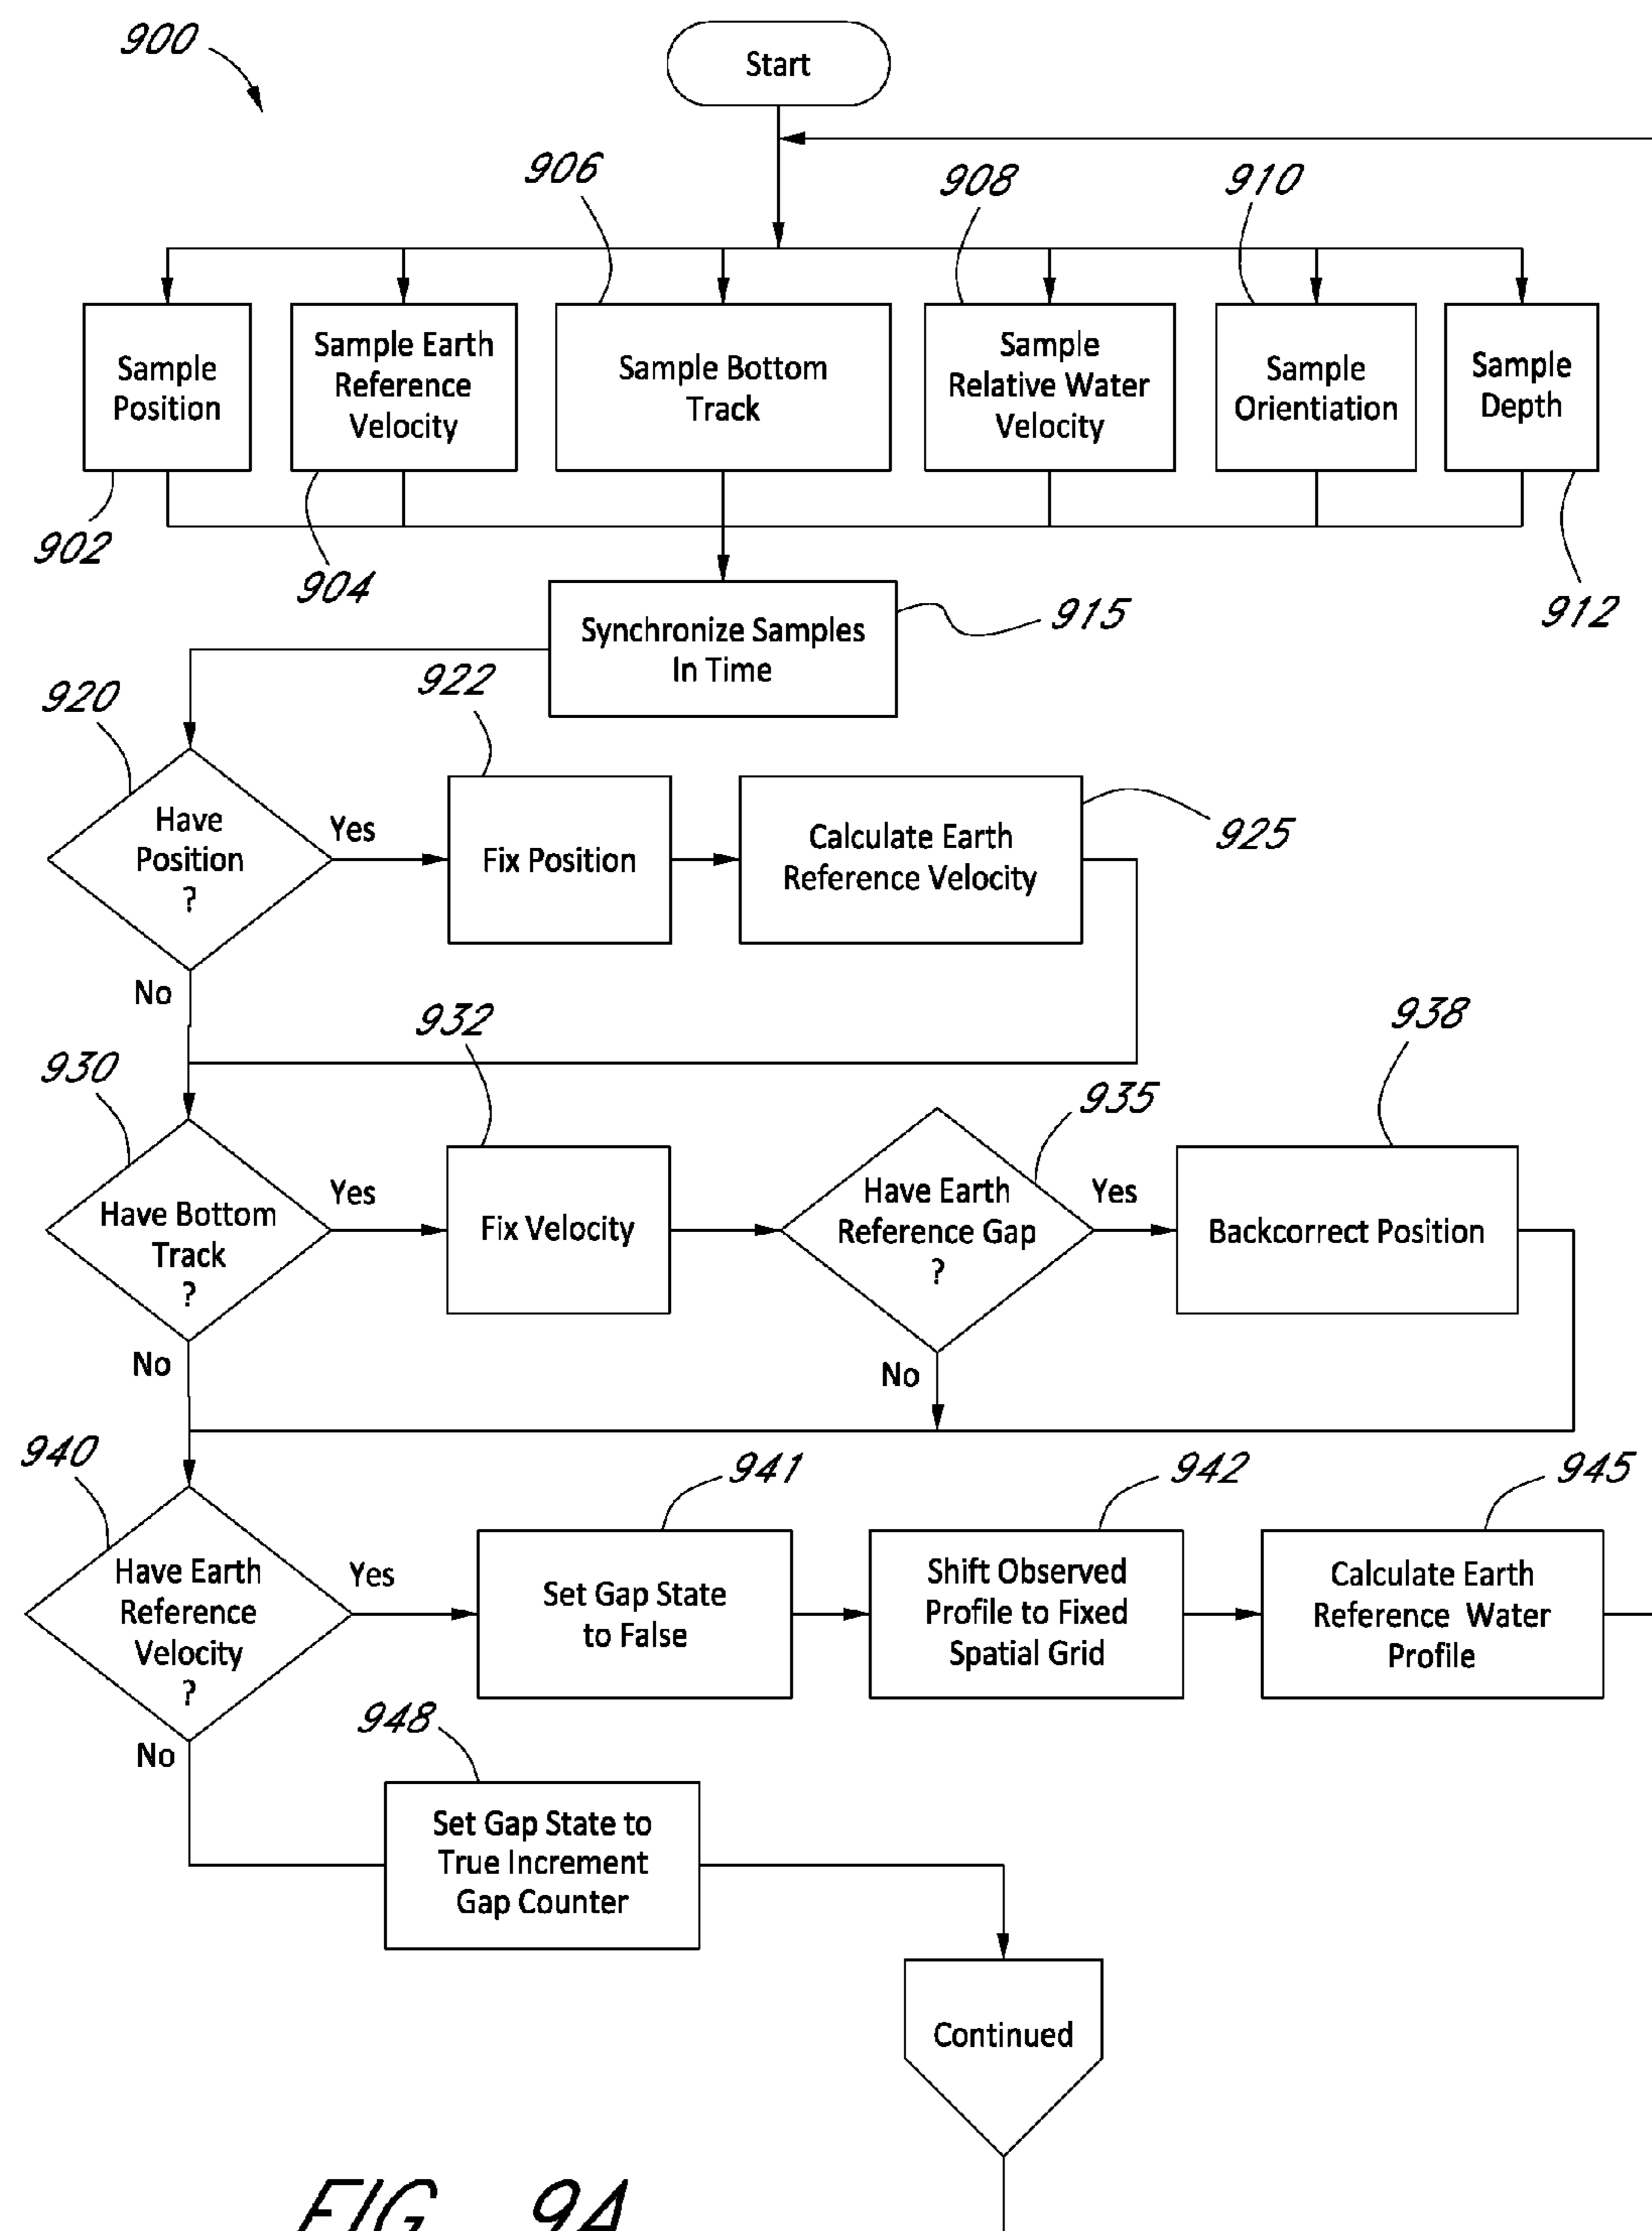 900
Start
906
908
910
Sample
Position
Sample Earth
Reference
Velocity
Sample Bottom
Track
Sample
Relative Water
Velocity
Sample
Orientiation
Sample
Depth
902
904
912
Synchronize Samples
In Time
915
920
922
Have
Position
?
Yes
Fix Position
Calculate Earth
Reference Velocity
925
No
930
932
935
938
Have Bottom
Track
?
Yes
Fix Velocity
Have Earth
Reference Gap
?
Yes
Backcorrect Position
No
No
940
941
942
945
Have Earth
Reference
Velocity
?
Yes
Set Gap State
to False
Shift Observed
Profile to Fixed
Spatial Grid
Calculate Earth
Reference Water
Profile
No
948
Set Gap State to
True Increment
Gap Counter
Continued
FIG. 9A